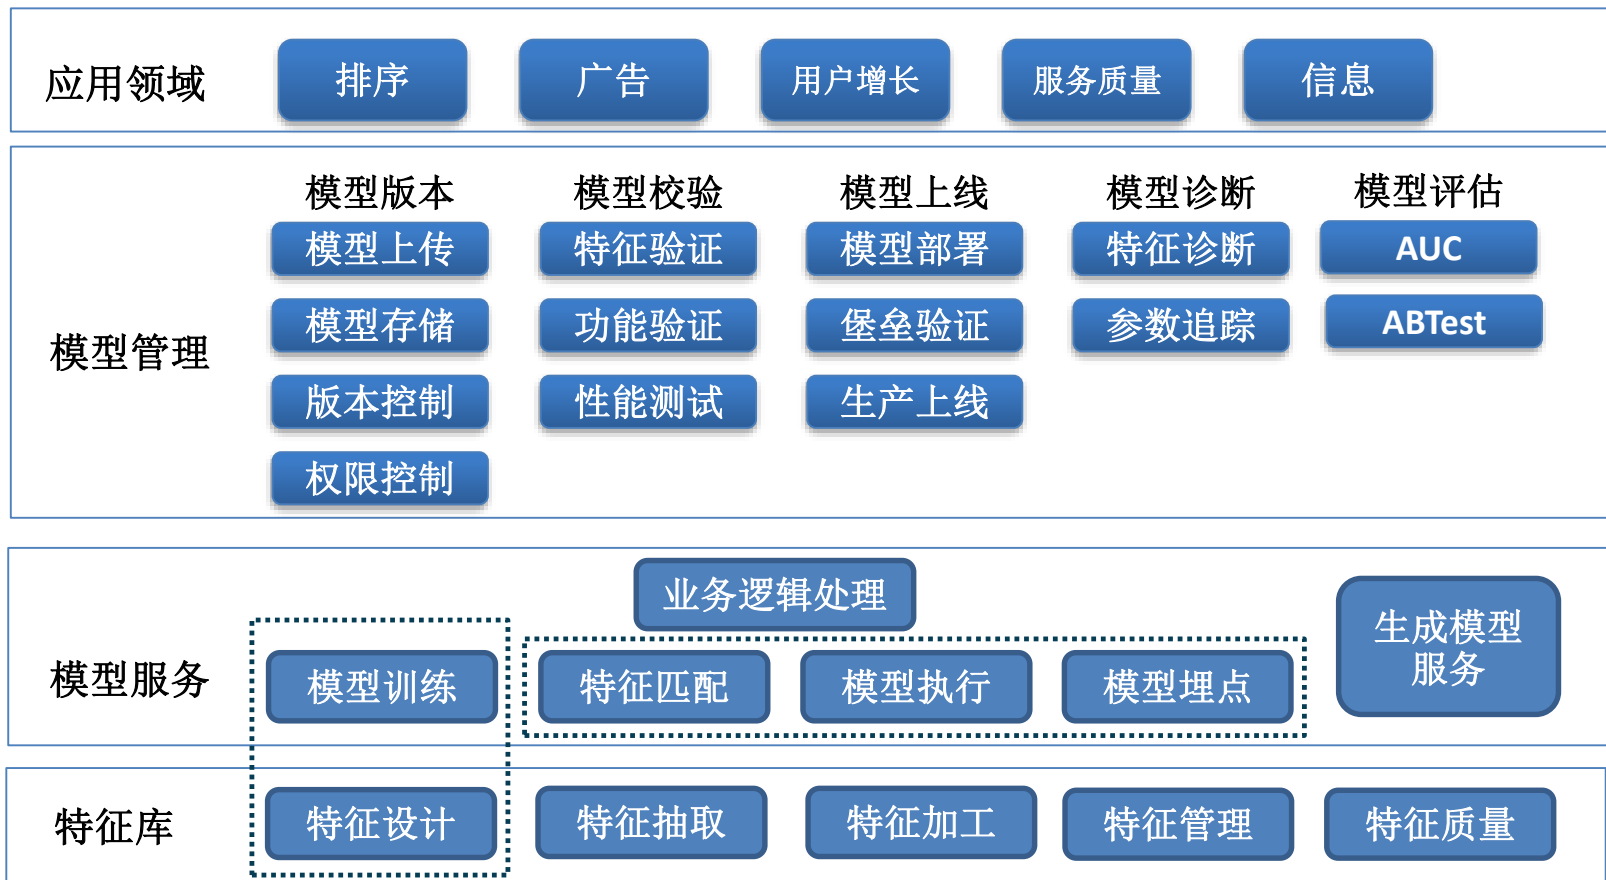 应用领域
排序
广告
用户增长
服务质量
信息
模型管理
模型版本
模型上传
模型存储
版本控制
权限控制
模型校验
特征验证
功能验证
性能测试
模型上线
模型部署
堡垒验证
生产上线
模型诊断
特征诊断
参数追踪
模型评估
AUC
ABTest
模型服务
业务逻辑处理
模型训练
特征匹配
模型执行
模型埋点
生成模型
服务
特征库
特征设计
特征抽取
特征加工
特征管理
特征质量